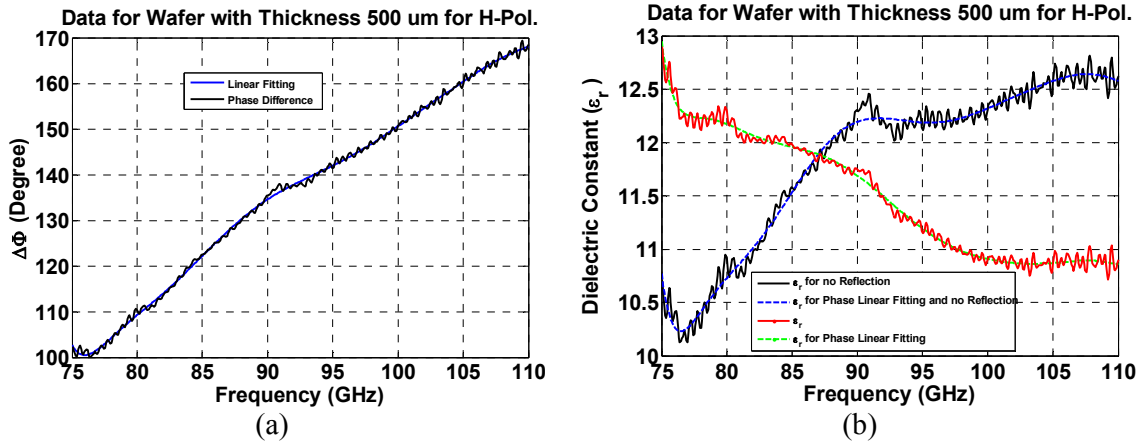 Data for Wafer with Thickness 500 um for H-Pol.
170
160
150
140
130
120
110
100
ΔΦ (Degree)
Linear Fitting
Phase Difference
75 80 85 90 95 100 105 110
Frequency (GHz)
(a)
Data for Wafer with Thickness 500 um for H-Pol.
13
12.5
12
11.5
11
10.5
10
Dielectric Constant (εr)
εr for no Reflection
εr for Phase Linear Fitting and no Reflection
εr
εr for Phase Linear Fitting
75 80 85 90 95 100 105 110
Frequency (GHz)
(b)